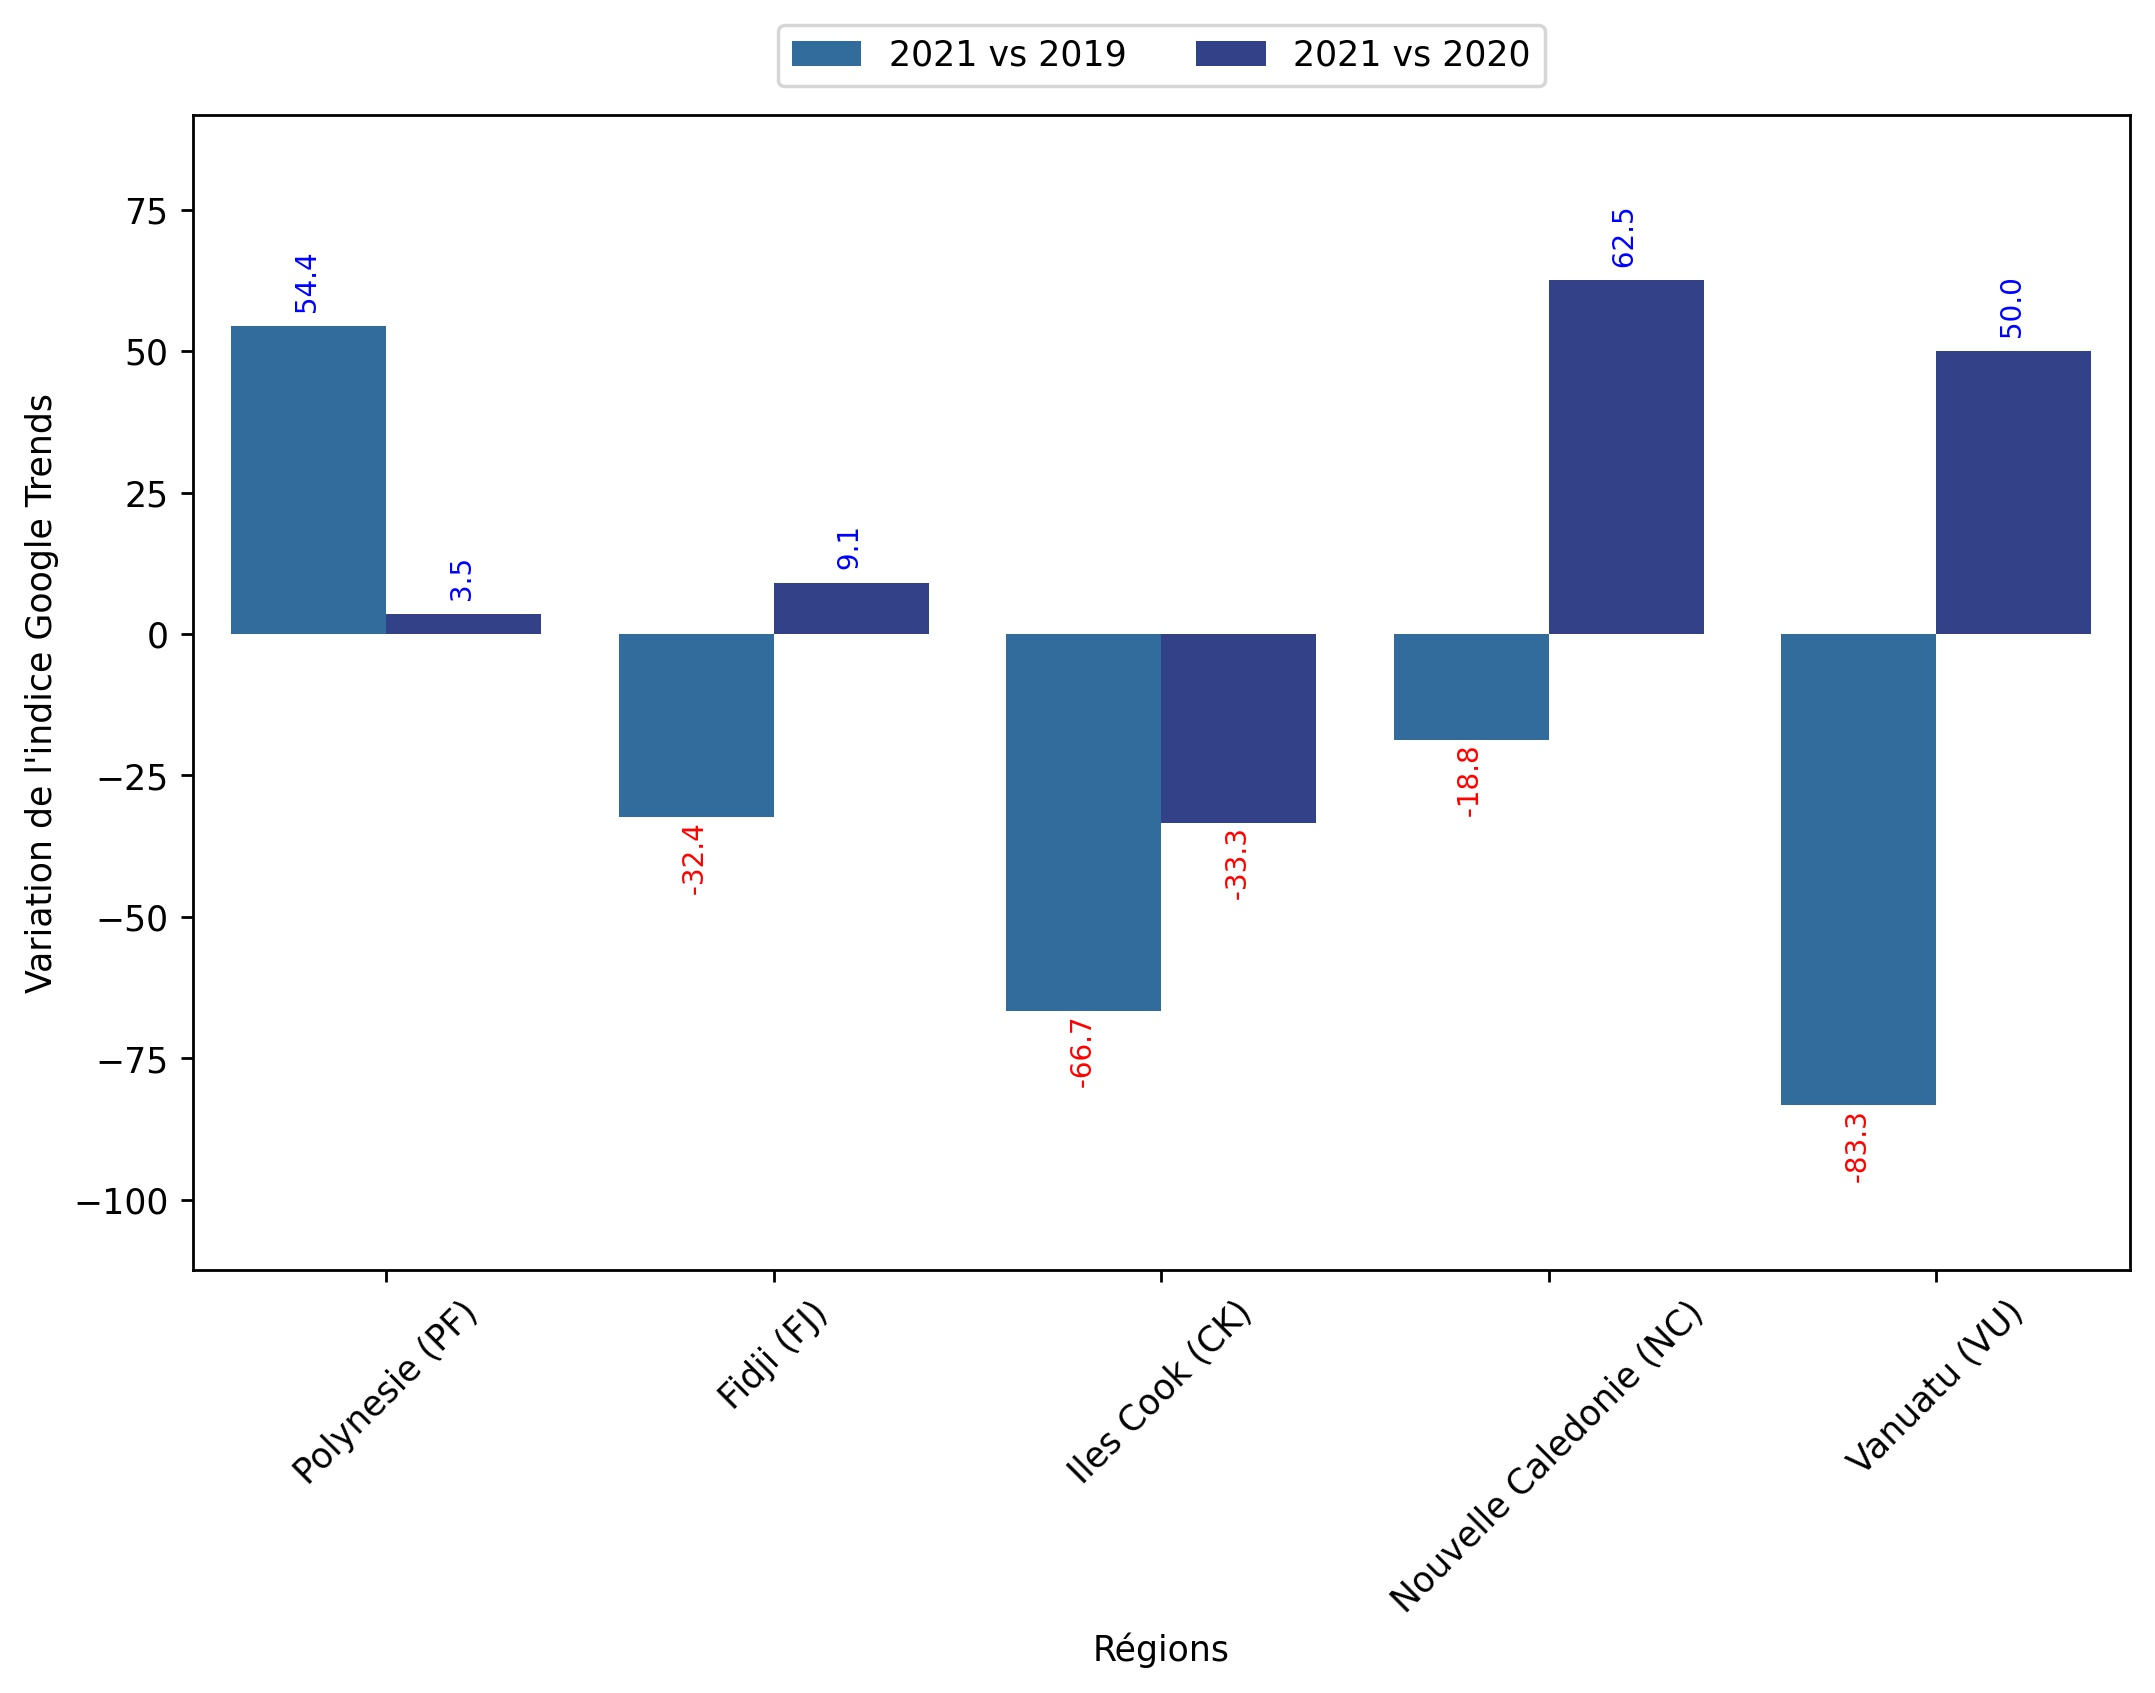 2021 vs 2019
2021 vs 2020
Variation de l'indice Google Trends
75
50
25
0
−25
−50
−75
−100
54.4
3.5
-32.4
9.1
-66.7
-33.3
-18.8
62.5
-83.3
50.0
Polynesie (PF)
Fidji (FJ)
Iles Cook (CK)
Nouvelle Caledonie (NC)
Vanuatu (VU)
Régions